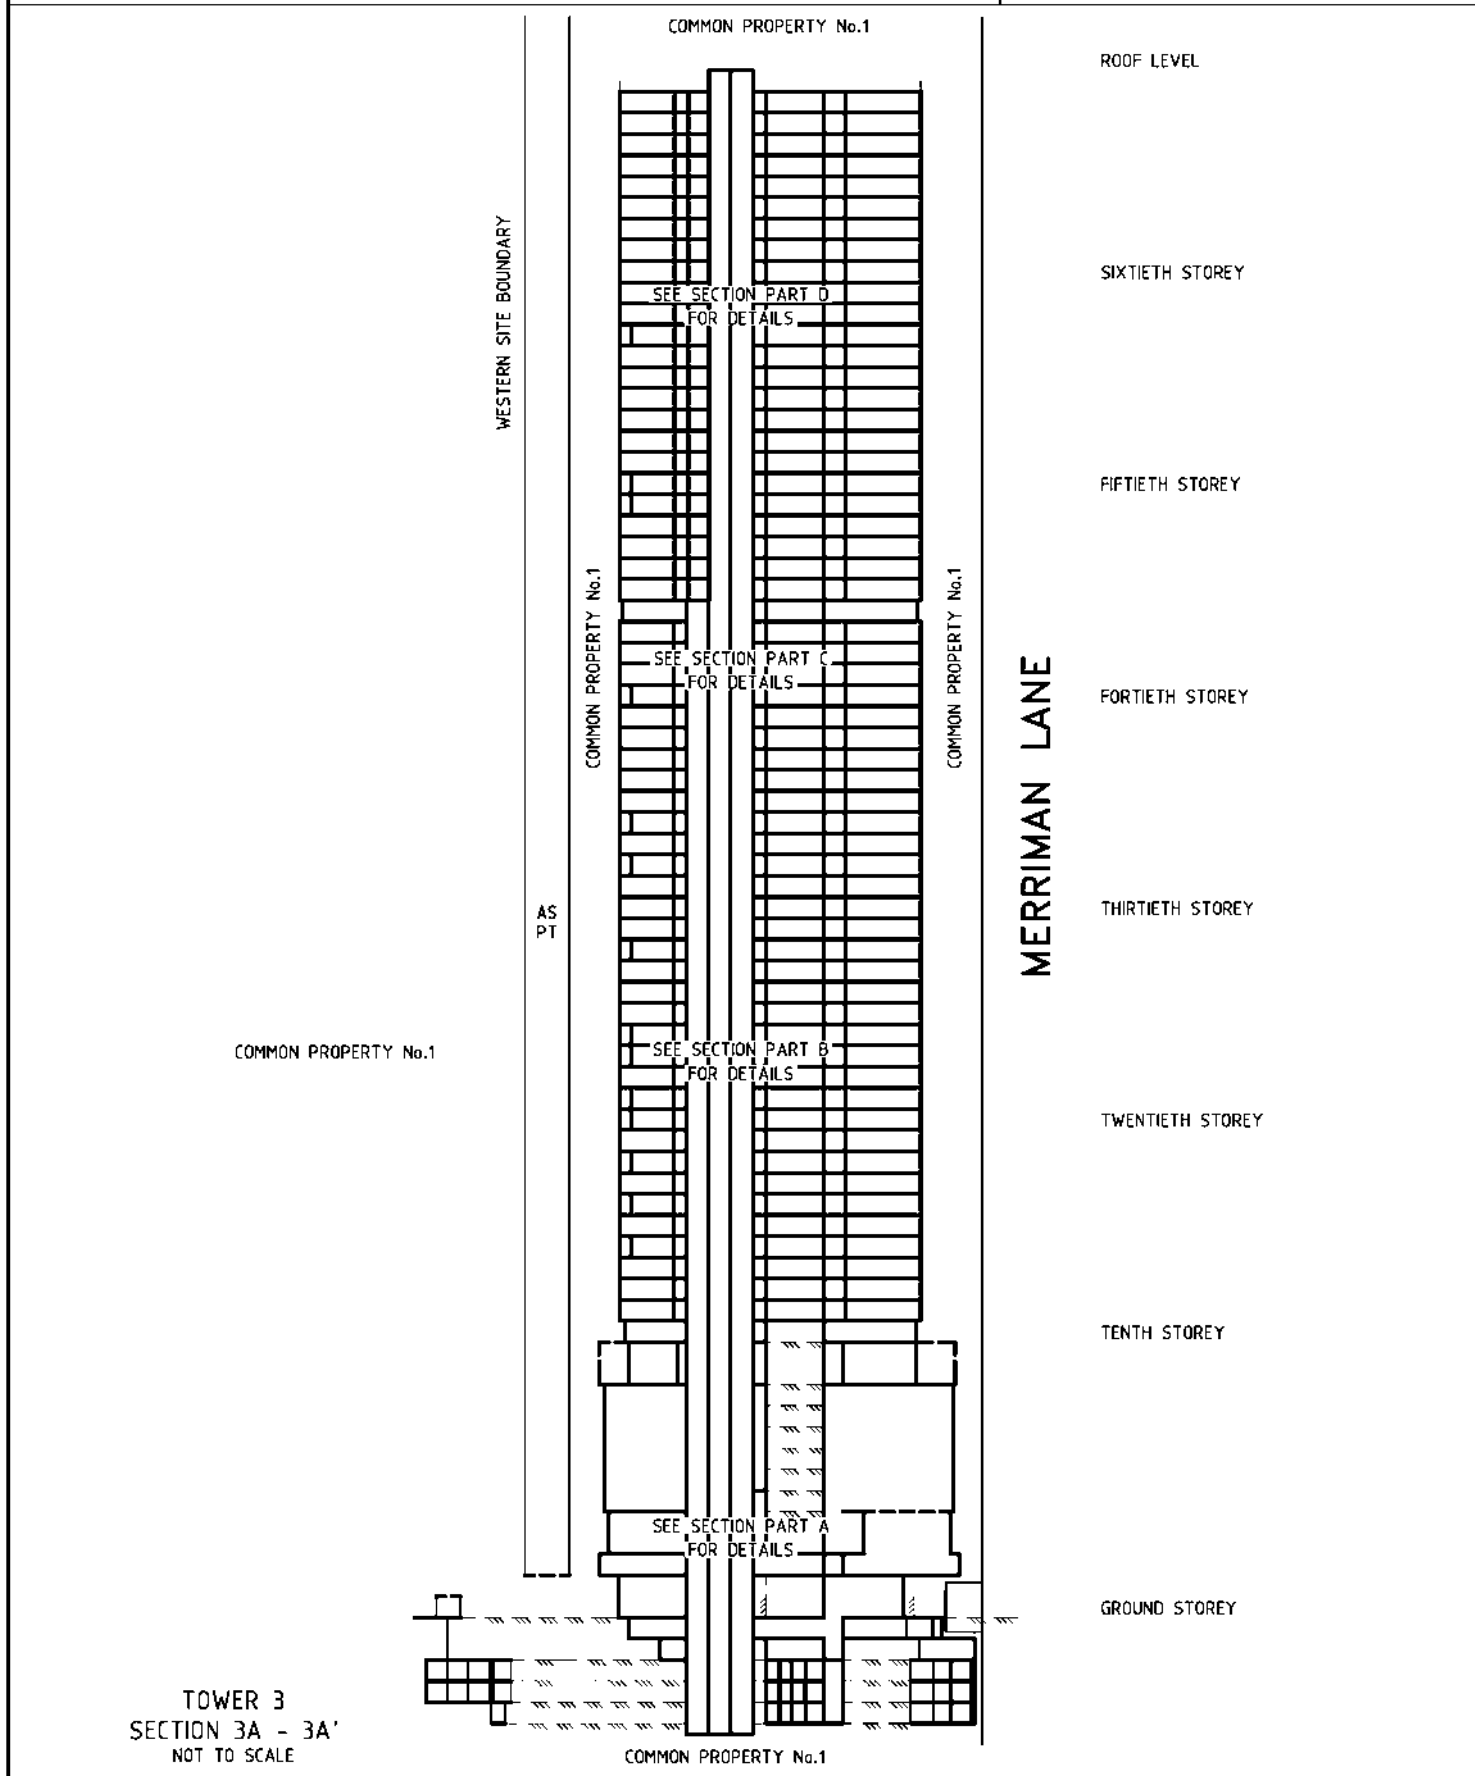 COMMON PROPERTY No.1
ROOF LEVEL
WESTERN SITE BOUNDARY
SIXTIETH STOREY
SEE SECTION PART D
FOR DETAILS
FIFTIETH STOREY
COMMON PROPERTY No.1
COMMON PROPERTY No.1
SEE SECTION PART C
FOR DETAILS
FORTIETH STOREY
MERRIMAN LANE
AS
PT
THIRTIETH STOREY
COMMON PROPERTY No.1
SEE SECTION PART B
FOR DETAILS
TWENTIETH STOREY
TENTH STOREY
SEE SECTION PART A
FOR DETAILS
GROUND STOREY
TOWER 3
SECTION 3A - 3A'
NOT TO SCALE
COMMON PROPERTY No.1